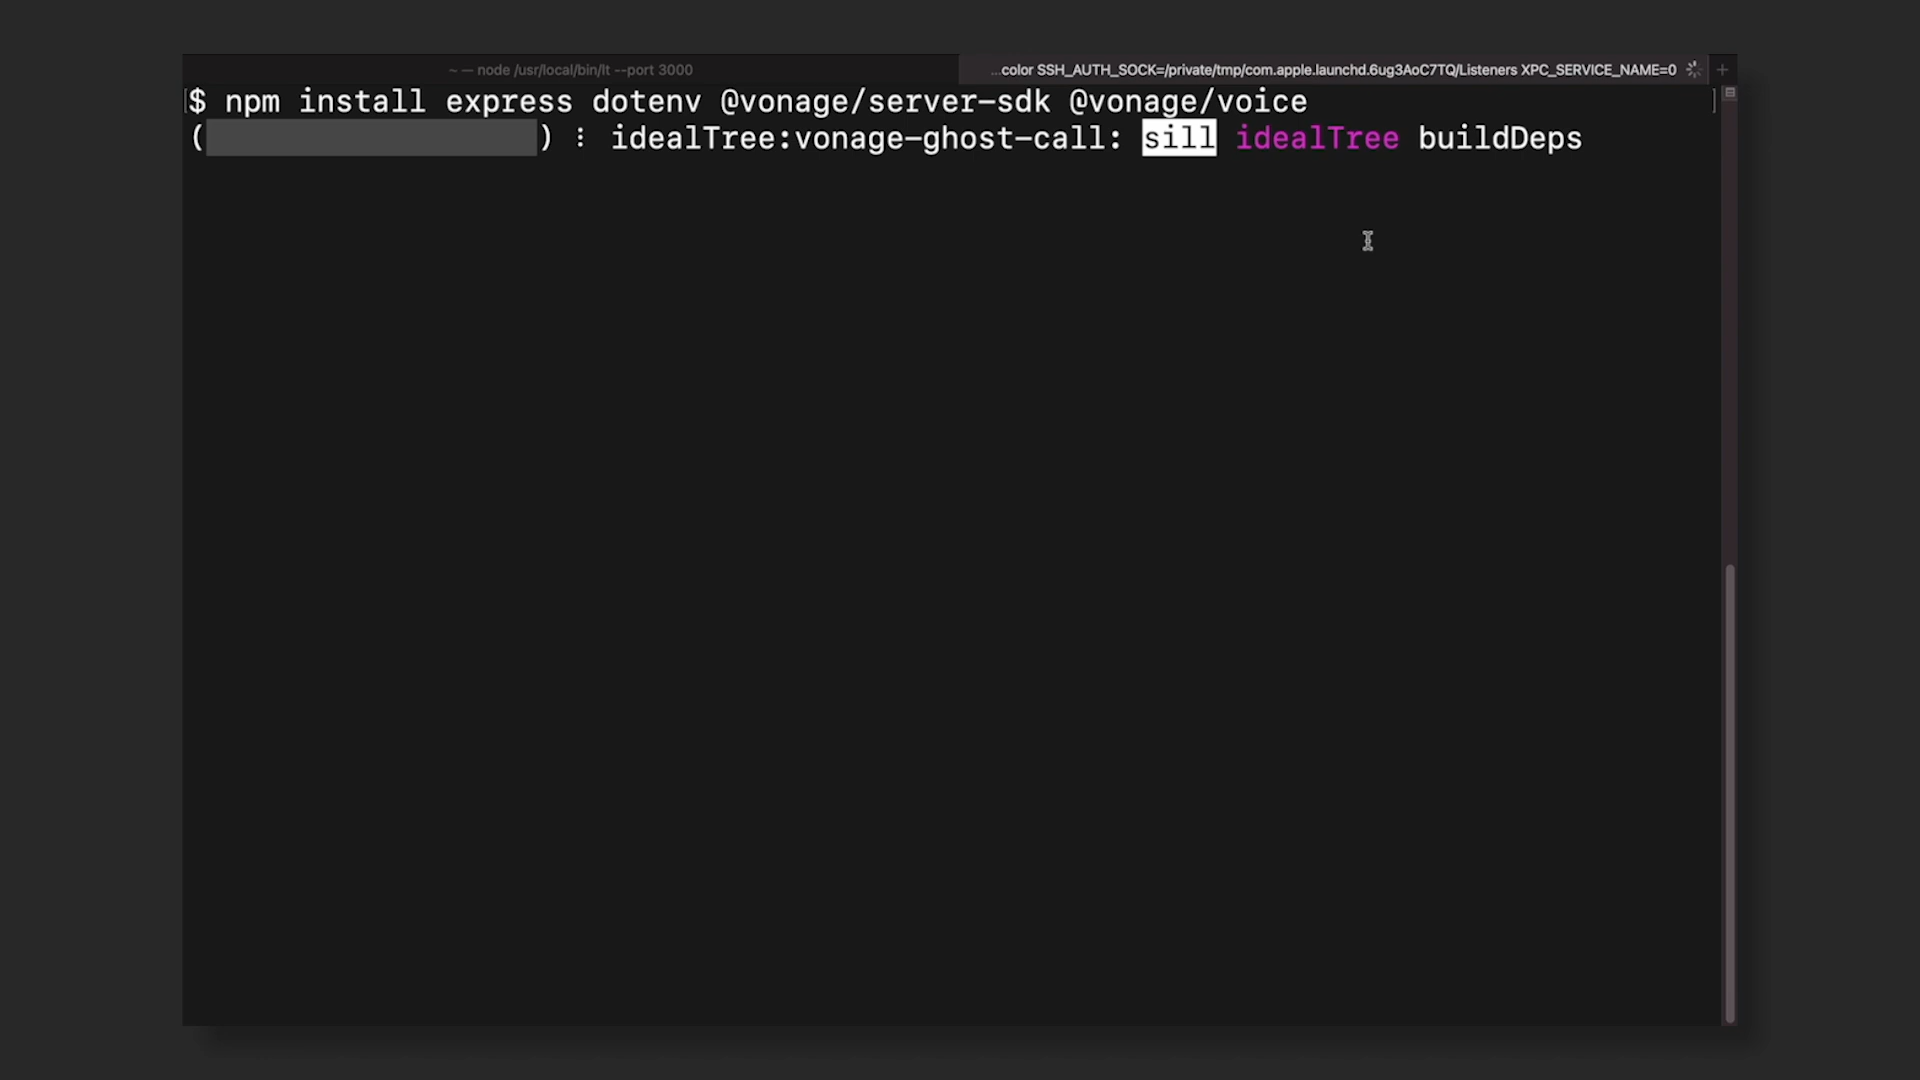 ~ — node /usr/local/bin/lt --port 3000
...color SSH_AUTH_SOCK=/private/tmp/com.apple.launchd.6ug3AoC7TQ/Listeners XPC_SERVICE_NAME=0
$ npm install express dotenv @vonage/server-sdk @vonage/voice
( ) ⸽ idealTree:vonage-ghost-call: sill idealTree buildDeps